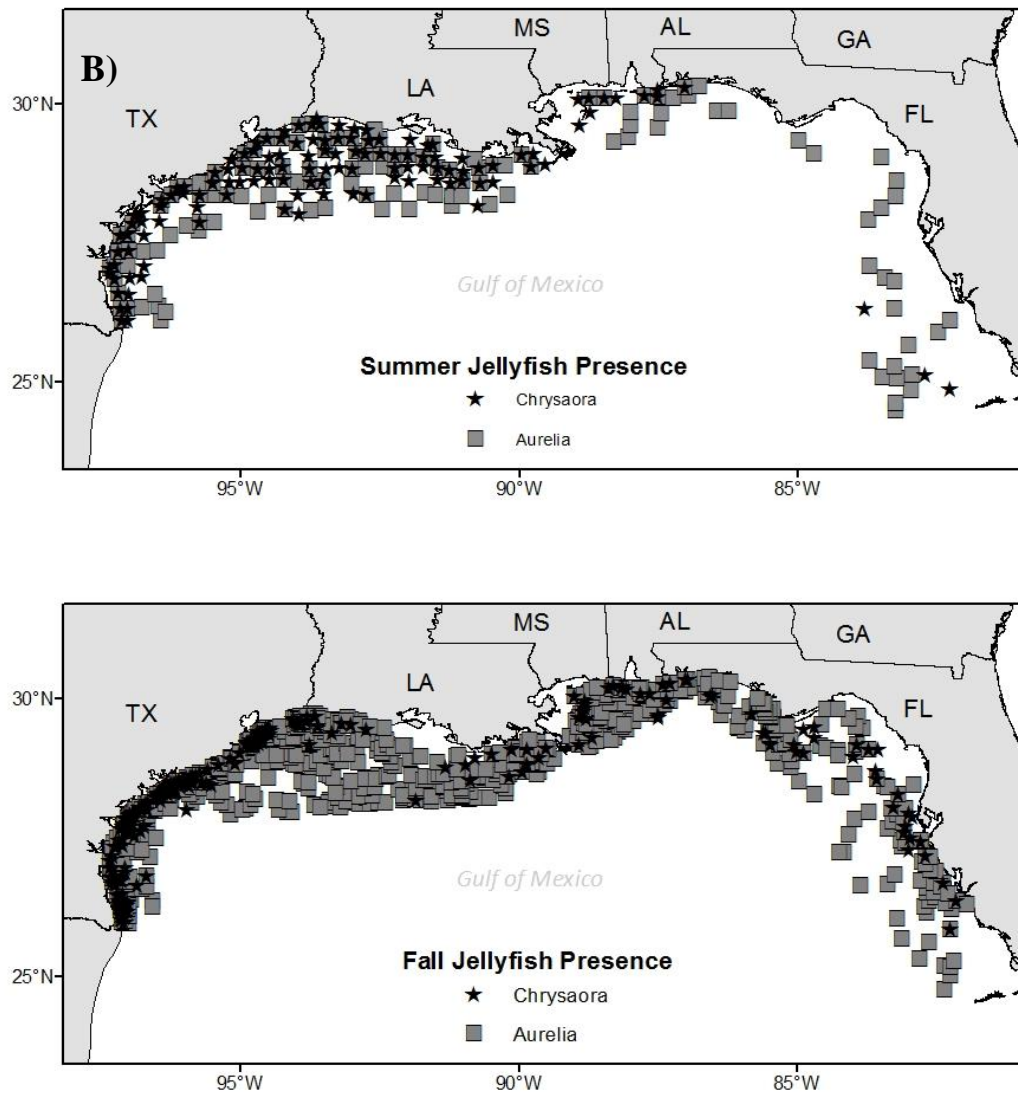 MS
AL
GA
B)
LA
30°N
TX
FL
Gulf of Mexico
Summer Jellyfish Presence
25°N
Chrysaora
Aurelia
95°W
90°W
85°W
MS
AL
GA
LA
30°N
TX
FL
Gulf of Mexico
Fall Jellyfish Presence
25°N
Chrysaora
Aurelia
95°W
90°W
85°W